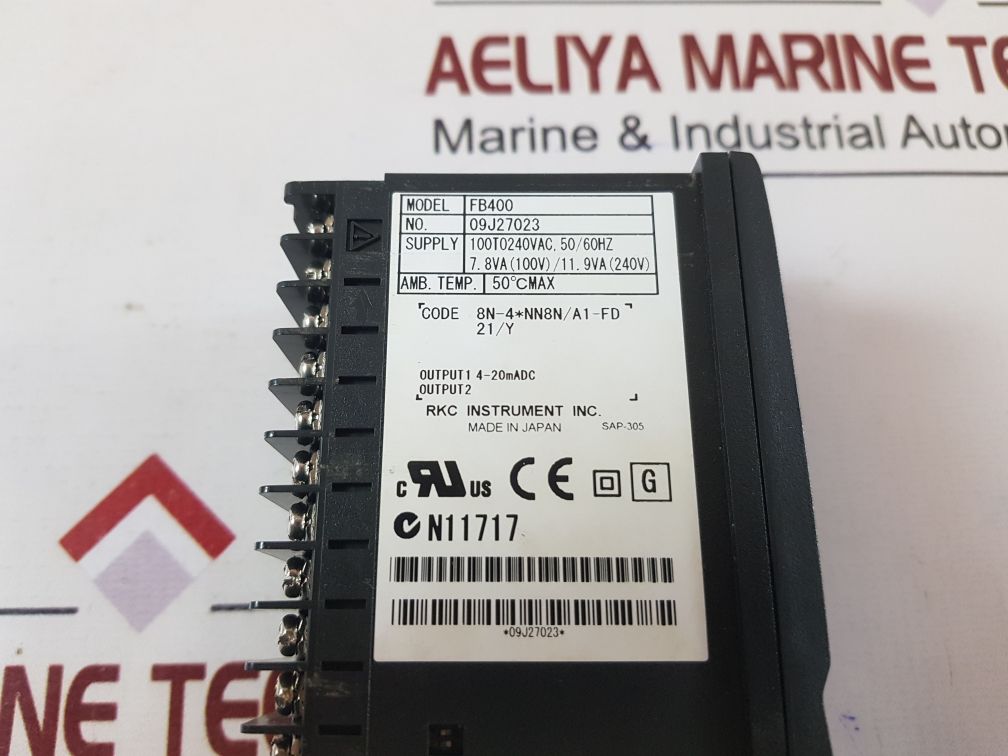 AELIYA MARINE TE
Marine & Industrial Auto
MODEL FB400
NO. 09J27023
SUPPLY 100TO240VAC, 50/60HZ
7.8VA(100V)/11.9VA(240V)
AMB. TEMP. 50°CMAX
CODE 8N-4*NN8N/A1-FD
21/Y
OUTPUT1 4-20mADC
OUTPUT2
RKC INSTRUMENT INC.
MADE IN JAPAN SAP-305
C RU US CE G
N11717
*09J27023*
NE TEC